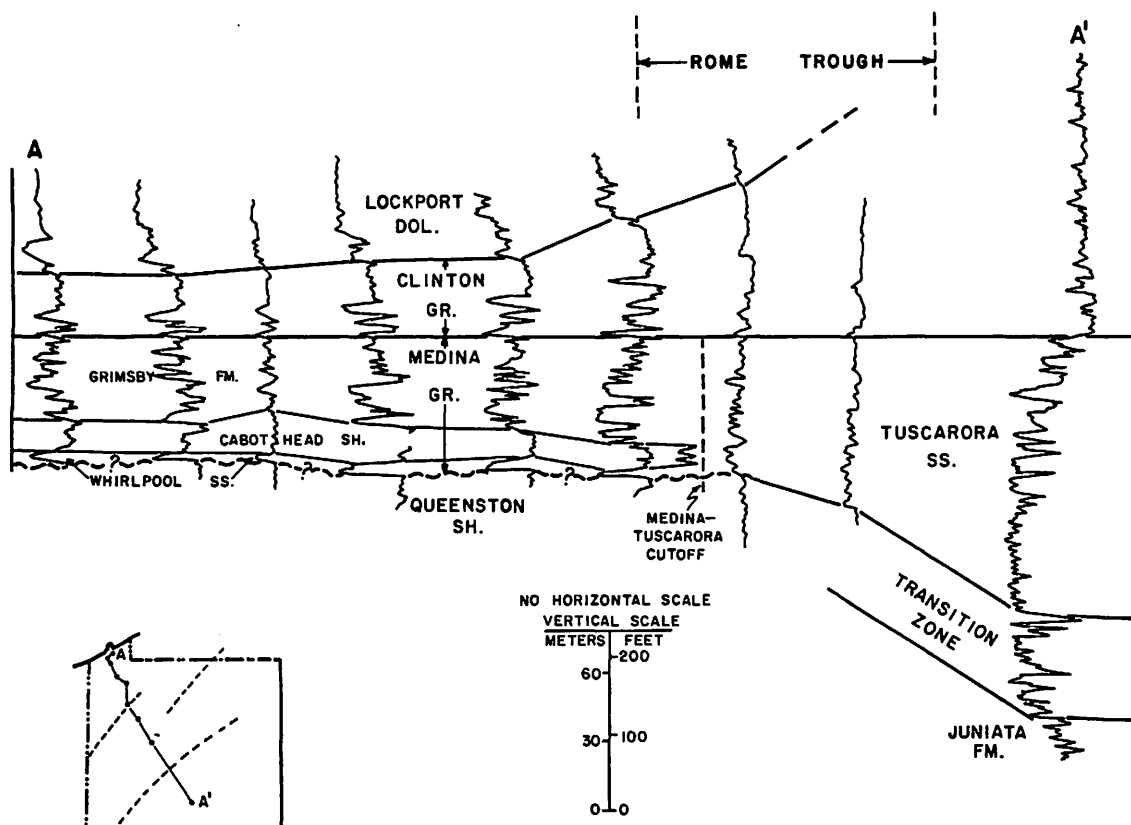 ROME TROUGH
A'
A
LOCKPORT
DOL.
CLINTON
GR.
MEDINA
GR.
GRIMSBY FM.
CABOT HEAD SH.
TUSCARORA
SS.
?
?
?
WHIRLPOOL SS.
QUEENSTON
SH.
MEDINA—
TUSCARORA
CUTOFF
TRANSITION
ZONE
NO HORIZONTAL SCALE
VERTICAL SCALE
METERS FEET
200
60
30
100
0
0
JUNIATA
FM.
A
A'